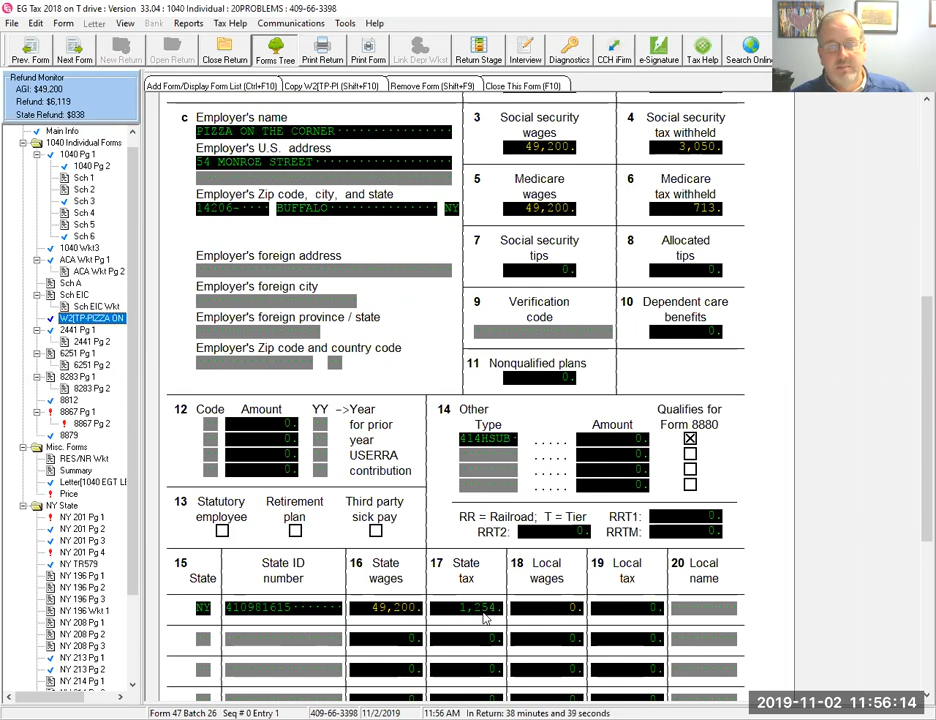 EG Tax 2018 on T drive : Version 33.04 : 1040 Individual : 20PROBLEMS : 409-66-3398
File Edit Form Letter View Bank Reports Tax Help Communications Tools Help
Prev. Form Next Form New Return Open Return Close Return Forms Tree Print Return Print Form Link Depr Wkst Return Stage Interview Diagnostics CCH iFirm e-Signature Tax Help Search Online
Refund Monitor
AGI: $49,200
Refund: $6,119
State Refund: $838
Add Form/Display Form List (Ctrl+F10) Copy W2[TP-PI (Shift+F10) Remove Form (Shift+F9) Close This Form (F10)
Main Info
1040 Individual Forms
1040 Pg 1
1040 Pg 2
Sch 1
Sch 2
Sch 3
Sch 4
Sch 5
Sch 6
1040 Wkt3
ACA Wkt Pg 1
ACA Wkt Pg 2
Sch A
Sch EIC
Sch EIC Wkt
W2[TP-PIZZA ON
2441 Pg 1
2441 Pg 2
6251 Pg 1
6251 Pg 2
8283 Pg 1
8283 Pg 2
8812
8867 Pg 1
8867 Pg 2
8879
Misc. Forms
RES/NR Wkt
Summary
Letter[1040 EGT LE
Price
NY State
NY 201 Pg 1
NY 201 Pg 2
NY 201 Pg 3
NY 201 Pg 4
NY TR579
NY 196 Pg 1
NY 196 Pg 2
NY 196 Pg 3
NY 196 Wkt 1
NY 208 Pg 1
NY 208 Pg 2
NY 208 Pg 3
NY 213 Pg 1
NY 213 Pg 2
NY 214 Pg 1
c Employer's name
PIZZA ON THE CORNER
Employer's U.S. address
54 MONROE STREET
Employer's Zip code, city, and state
14206- BUFFALO NY
Employer's foreign address
Employer's foreign city
Employer's foreign province / state
Employer's Zip code and country code
3 Social security wages
49,200.
4 Social security tax withheld
3,050.
5 Medicare wages
49,200.
6 Medicare tax withheld
713.
7 Social security tips
0.
8 Allocated tips
0.
9 Verification code
10 Dependent care benefits
0.
11 Nonqualified plans
0.
12 Code Amount YY ->Year
0. for prior
0. year
0. USERRA
0. contribution
14 Other Type Amount Qualifies for Form 8880
414HSUB ..... 0.
..... 0.
..... 0.
..... 0.
13 Statutory employee Retirement plan Third party sick pay
RR = Railroad; T = Tier RRT1: 0.
RRT2: 0. RRTM: 0.
15 State State ID number 16 State wages 17 State tax 18 Local wages 19 Local tax 20 Local name
NY 410981615 49,200. 1,254. 0. 0.
0. 0. 0. 0.
0. 0. 0. 0.
2019-11-02 11:56:14
Form 47 Batch 26 Seq # 0 Entry 1 409-66-3398 11/2/2019 11:56 AM In Return: 38 minutes and 39 seconds